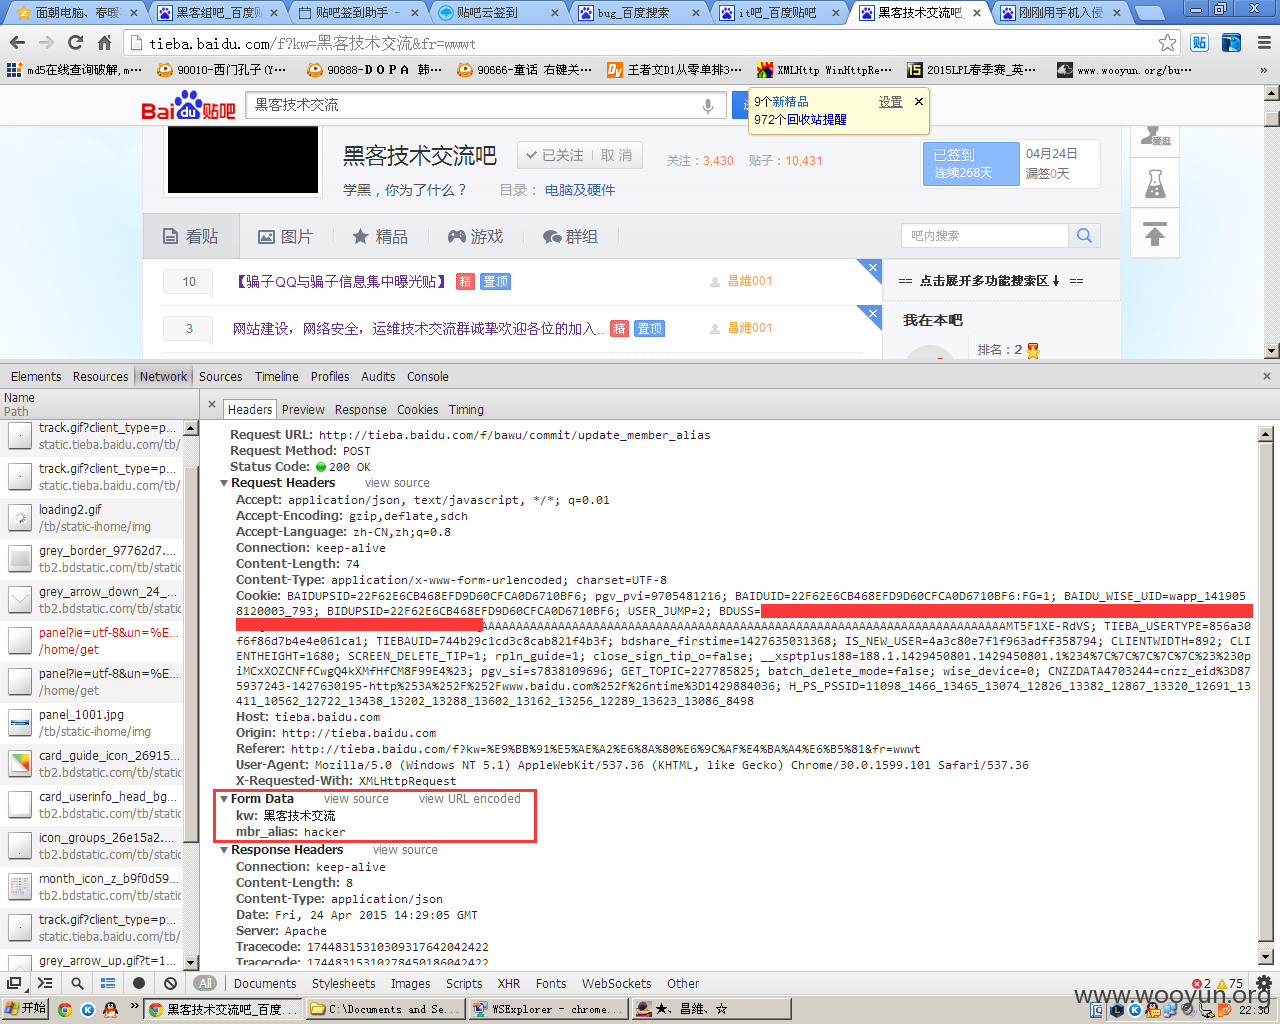 面朝电脑、春暖
黑客组吧_百度贴
贴吧签到助手 -
贴吧云签到
bug_百度搜索
it吧_百度贴吧
黑客技术交流吧_
刚刚用手机入侵
tieba.baidu.com/f?kw=黑客技术交流&fr=wwwt
md5在线查询破解,m…
90010-西门孔子(Y…
90888-D O P A 韩…
90666-童话 右键关…
王者文D1从零单排3…
XMLHttp WinHttpRe…
2015LPL春季赛_英…
www.wooyun.org/bu…
»
Bai du 贴吧
黑客技术交流
9个新精品
设置
972个回收站提醒
黑客技术交流吧
已关注 | 取消
关注：3,430
贴子：10,431
已签到
连续268天
04月24日
漏签0天
爱逛
学黑，你为了什么？
目录： 电脑及硬件
看贴
图片
精品
游戏
群组
吧内搜索
10
【骗子QQ与骗子信息集中曝光贴】 精 置顶
昌维001
== 点击展开多功能搜索区↓ ==
3
网站建设，网络安全，运维技术交流群诚挚欢迎各位的加入.. 精 置顶
昌维001
我在本吧
排名：2
Elements Resources Network Sources Timeline Profiles Audits Console
Name
Path
Headers Preview Response Cookies Timing
track.gif?client_type=p...
static.tieba.baidu.com/tb/
track.gif?client_type=p...
static.tieba.baidu.com/tb/
loading2.gif
/tb/static-ihome/img
grey_border_97762d7....
tb2.bdstatic.com/tb/static
grey_arrow_down_24_...
tb2.bdstatic.com/tb/static
panel?ie=utf-8&un=%E...
/home/get
panel?ie=utf-8&un=%E...
/home/get
panel_1001.jpg
/tb/static-ihome/img
card_guide_icon_26915...
tb2.bdstatic.com/tb/static
card_userinfo_head_bg...
tb2.bdstatic.com/tb/static
icon_groups_26e15a2...
tb2.bdstatic.com/tb/static
month_icon_z_b9f0d59...
tb2.bdstatic.com/tb/static
track.gif?client_type=p...
static.tieba.baidu.com/tb/
grey_arrow_up.gif?t=1...
Request URL: http://tieba.baidu.com/f/bawu/commit/update_member_alias
Request Method: POST
Status Code: 200 OK
Request Headers view source
Accept: application/json, text/javascript, */*; q=0.01
Accept-Encoding: gzip,deflate,sdch
Accept-Language: zh-CN,zh;q=0.8
Connection: keep-alive
Content-Length: 74
Content-Type: application/x-www-form-urlencoded; charset=UTF-8
Cookie: BAIDUPSID=22F62E6CB468EFD9D60CFCA0D6710BF6; pgv_pvi=9705481216; BAIDUID=22F62E6CB468EFD9D60CFCA0D6710BF6:FG=1; BAIDU_WISE_UID=wapp_141905
8120003_793; BIDUPSID=22F62E6CB468EFD9D60CFCA0D6710BF6; USER_JUMP=2; BDUSS=
MT5F1XE-RdVS; TIEBA_USERTYPE=856a30
f6f86d7b4e4e061ca1; TIEBAUID=744b29c1cd3c8cab821f4b3f; bdshare_firstime=1427635031368; IS_NEW_USER=4a3c80e7f1f963adff358794; CLIENTWIDTH=892; CLI
ENTHEIGHT=1680; SCREEN_DELETE_TIP=1; rpln_guide=1; close_sign_tip_o=false; __xsptplus188=188.1.1429450801.1429450801.1%234%7C%7C%7C%7C%7C%23%230pi
iMCxXOZCNFfCwgQ4kXMfHfCM8F99E4%23; pgv_si=s7838109696; GET_TOPIC=227785825; batch_delete_mode=false; wise_device=0; CNZZDATA4703244=cnzz_eid%3D87
5937243-1427630195-http%253A%252F%252Fwww.baidu.com%252F%26ntime%3D1429884036; H_PS_PSSID=11098_1466_13465_13074_12826_13382_12867_13320_12691_13
411_10562_12722_13438_13202_13288_13602_13162_13256_12289_13623_13086_8498
Host: tieba.baidu.com
Origin: http://tieba.baidu.com
Referer: http://tieba.baidu.com/f?kw=%E9%BB%91%E5%AE%A2%E6%8A%80%E6%9C%AF%E4%BA%A4%E6%B5%81&fr=wwwt
User-Agent: Mozilla/5.0 (Windows NT 5.1) AppleWebKit/537.36 (KHTML, like Gecko) Chrome/30.0.1599.101 Safari/537.36
X-Requested-With: XMLHttpRequest
Form Data view source view URL encoded
kw: 黑客技术交流
mbr_alias: hacker
Response Headers view source
Connection: keep-alive
Content-Length: 8
Content-Type: application/json
Date: Fri, 24 Apr 2015 14:29:05 GMT
Server: Apache
Tracecode: 17448315310309317642042422
Tracecode: 17448315310278450186042422
All Documents Stylesheets Images Scripts XHR Fonts WebSockets Other
2 75
www.wooyun.org
开始
»
黑客技术交流吧_百度...
C:\Documents and Se...
WSExplorer - chrome...
★、昌维、☆
22:30